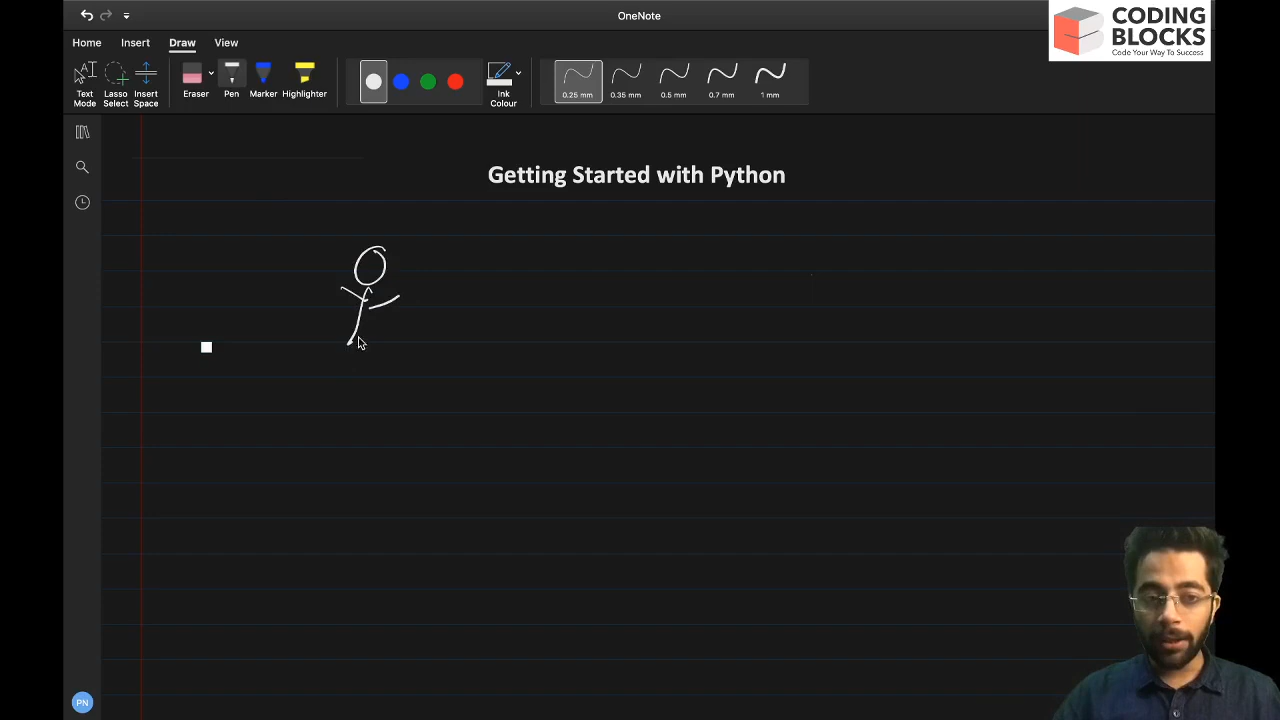 OneNote
CODING
BLOCKS
Code Your Way To Success
Home Insert Draw View
Text Mode
Lasso Select
Insert Space
Eraser
Pen
Marker
Highlighter
Ink Colour
0.25 mm
0.35 mm
0.5 mm
0.7 mm
1 mm
Getting Started with Python
PN